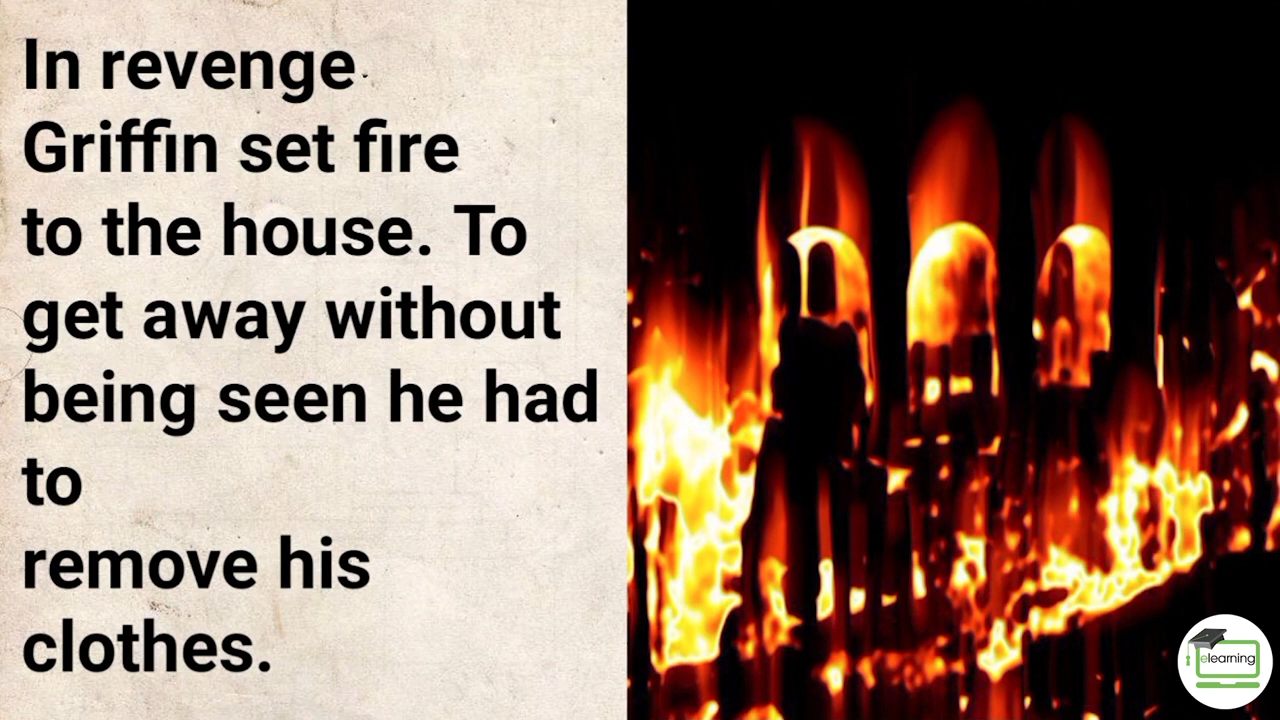 In revenge
Griffin set fire
to the house. To
get away without
being seen he had
to
remove his
clothes.
elearning